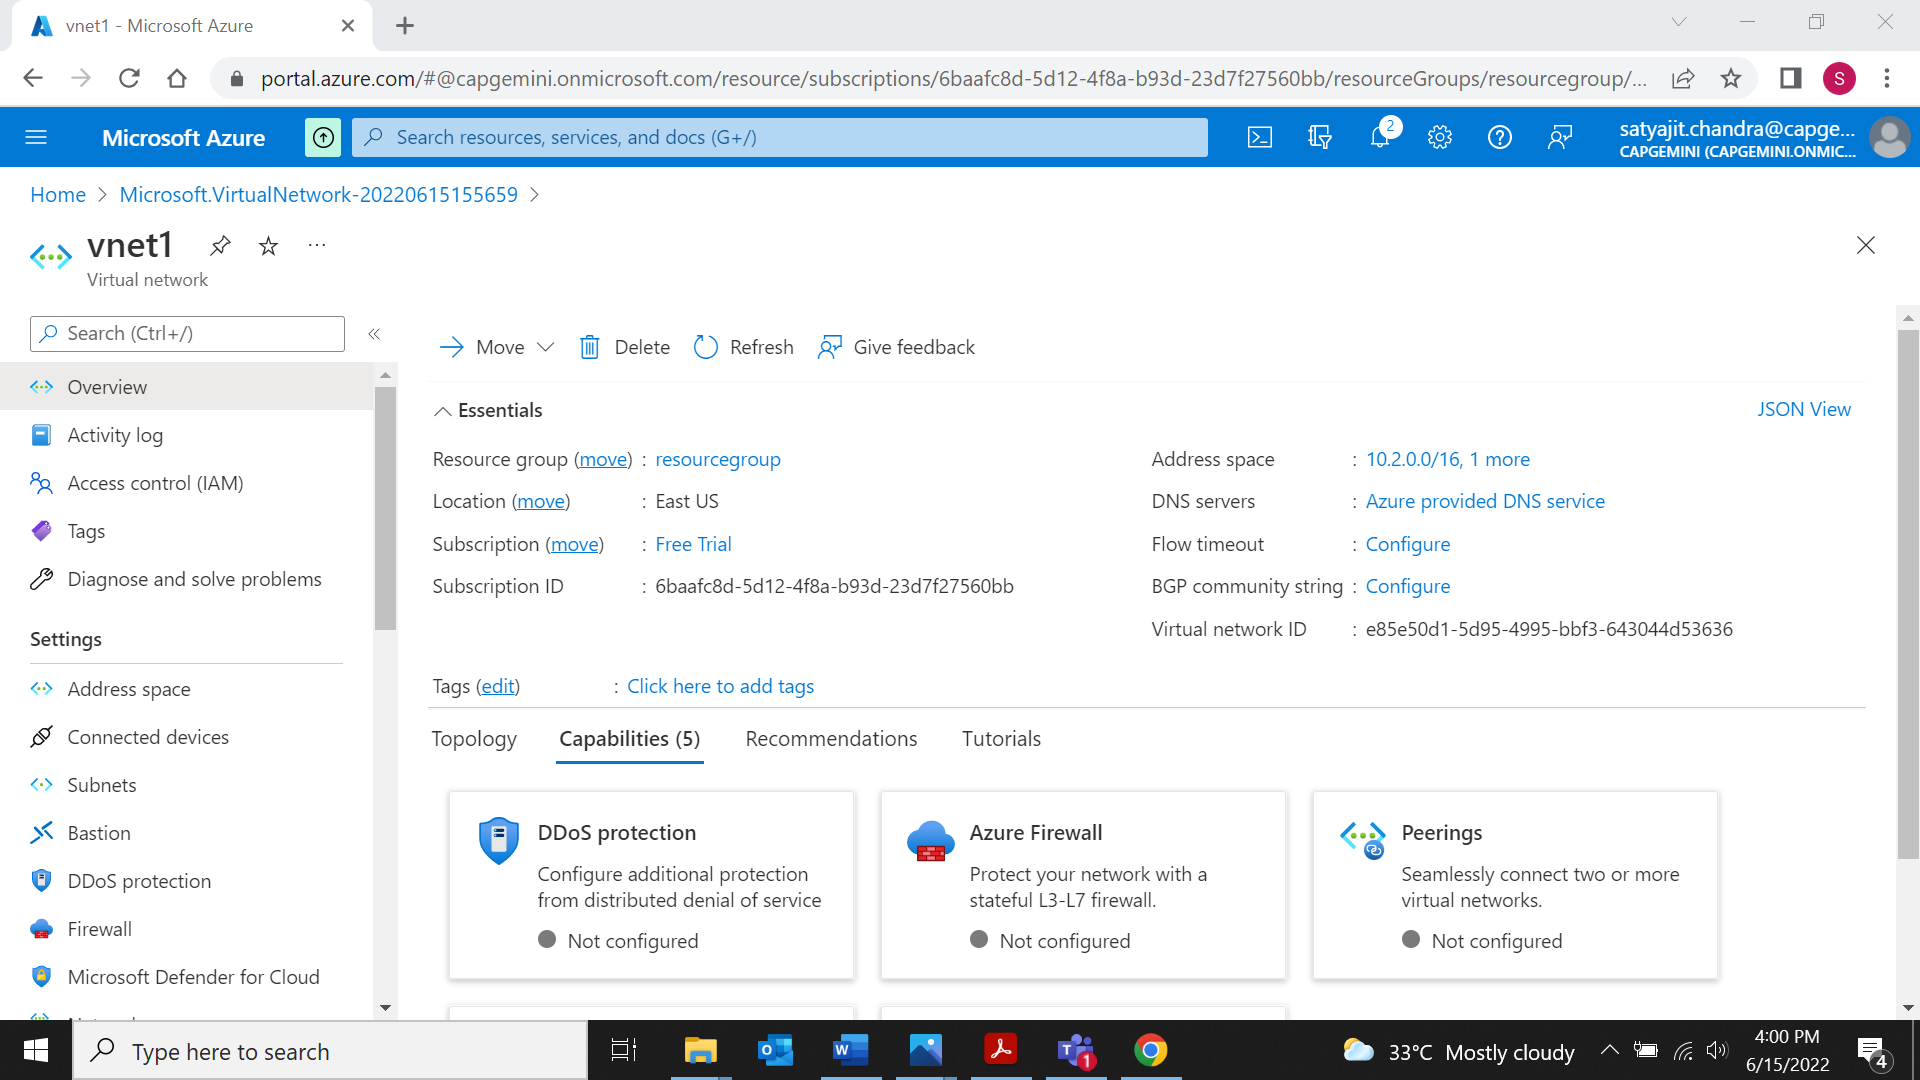 vnet1 - Microsoft Azure
portal.azure.com/#@capgemini.onmicrosoft.com/resource/subscriptions/6baafc8d-5d12-4f8a-b93d-23d7f27560bb/resourceGroups/resourcegroup/...
S
Microsoft Azure
Search resources, services, and docs (G+/)
2
satyajit.chandra@capge...
CAPGEMINI (CAPGEMINI.ONMIC...
Home > Microsoft.VirtualNetwork-20220615155659 >
vnet1
Virtual network
Search (Ctrl+/)
«
Overview
Activity log
Access control (IAM)
Tags
Diagnose and solve problems
Settings
Address space
Connected devices
Subnets
Bastion
DDoS protection
Firewall
Microsoft Defender for Cloud
Move
Delete
Refresh
Give feedback
Essentials
JSON View
Resource group (move) : resourcegroup
Location (move) : East US
Subscription (move) : Free Trial
Subscription ID : 6baafc8d-5d12-4f8a-b93d-23d7f27560bb
Address space : 10.2.0.0/16, 1 more
DNS servers : Azure provided DNS service
Flow timeout : Configure
BGP community string : Configure
Virtual network ID : e85e50d1-5d95-4995-bbf3-643044d53636
Tags (edit) : Click here to add tags
Topology
Capabilities (5)
Recommendations
Tutorials
DDoS protection
Configure additional protection
from distributed denial of service
Not configured
Azure Firewall
Protect your network with a
stateful L3-L7 firewall.
Not configured
Peerings
Seamlessly connect two or more
virtual networks.
Not configured
Type here to search
1
33°C Mostly cloudy
4:00 PM
6/15/2022
4